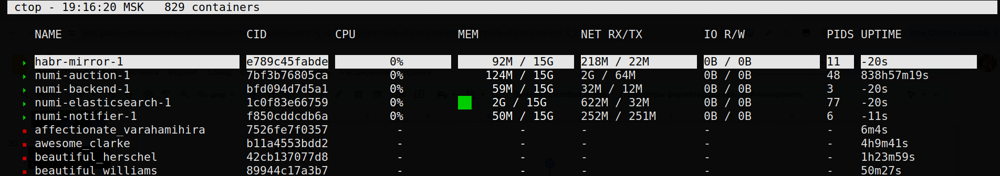 ctop - 19:16:20 MSK   829 containers
NAME CID CPU MEM NET RX/TX IO R/W PIDS UPTIME
habr-mirror-1 e789c45fabde 0% 92M / 15G 218M / 22M 0B / 0B 11 -20s
numi-auction-1 7bf3b76805ca 0% 124M / 15G 2G / 64M 0B / 0B 48 838h57m19s
numi-backend-1 bfd094d7d5a1 0% 59M / 15G 32M / 12M 0B / 0B 3 -20s
numi-elasticsearch-1 1c0f83e66759 0% 2G / 15G 622M / 32M 0B / 0B 77 -20s
numi-notifier-1 f850cddcdb6a 0% 50M / 15G 252M / 251M 0B / 0B 6 -11s
affectionate_varahamihira 7526fe7f0357 - - - - - 6m4s
awesome_clarke b11a4553bdd2 - - - - - 4h9m41s
beautiful_herschel 42cb137077d8 - - - - - 1h23m59s
beautiful_williams 89944c17a3b7 - - - - - 50m27s